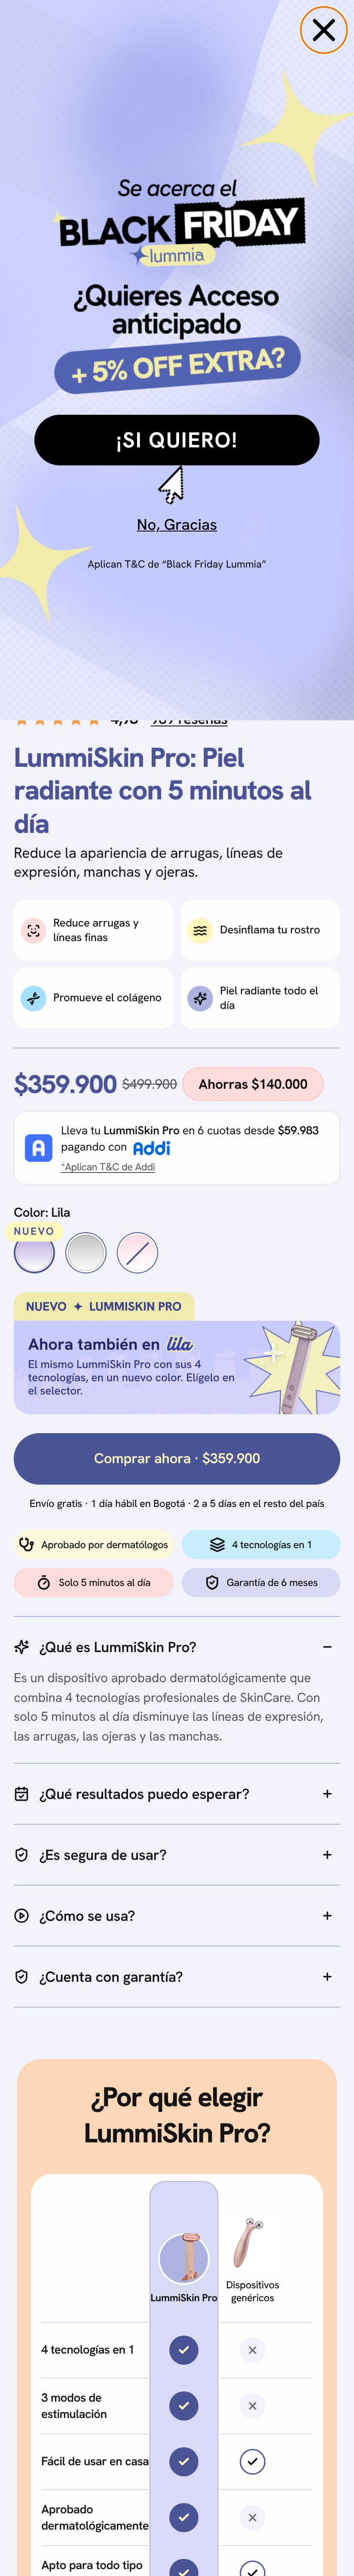 Se acerca el
BLACK FRIDAY
lummia
¿Quieres Acceso
anticipado
+ 5% OFF EXTRA?
¡SI QUIERO!
No, Gracias
Aplican T&C de “Black Friday Lummia”
LummiSkin Pro: Piel
radiante con 5 minutos al
día
Reduce la apariencia de arrugas, líneas de
expresión, manchas y ojeras.
Reduce arrugas y
líneas finas
Desinflama tu rostro
Promueve el colágeno
Piel radiante todo el
día
$359.900 $499.900 Ahorras $140.000
Lleva tu LummiSkin Pro en 6 cuotas desde $59.983
pagando con Addi
*Aplican T&C de Addi
Color: Lila
NUEVO
NUEVO ✦ LUMMISKIN PRO
Ahora también en lila
El mismo LummiSkin Pro con sus 4
tecnologías, en un nuevo color. Elígelo en
el selector.
Comprar ahora · $359.900
Envío gratis · 1 día hábil en Bogotá · 2 a 5 días en el resto del país
Aprobado por dermatólogos
4 tecnologías en 1
Solo 5 minutos al día
Garantía de 6 meses
¿Qué es LummiSkin Pro?
Es un dispositivo aprobado dermatológicamente que
combina 4 tecnologías profesionales de SkinCare. Con
solo 5 minutos al día disminuye las líneas de expresión,
las arrugas, las ojeras y las manchas.
¿Qué resultados puedo esperar?
¿Es segura de usar?
¿Cómo se usa?
¿Cuenta con garantía?
¿Por qué elegir
LummiSkin Pro?
LummiSkin Pro
Dispositivos
genéricos
4 tecnologías en 1
3 modos de
estimulación
Fácil de usar en casa
Aprobado
dermatológicamente
Apto para todo tipo